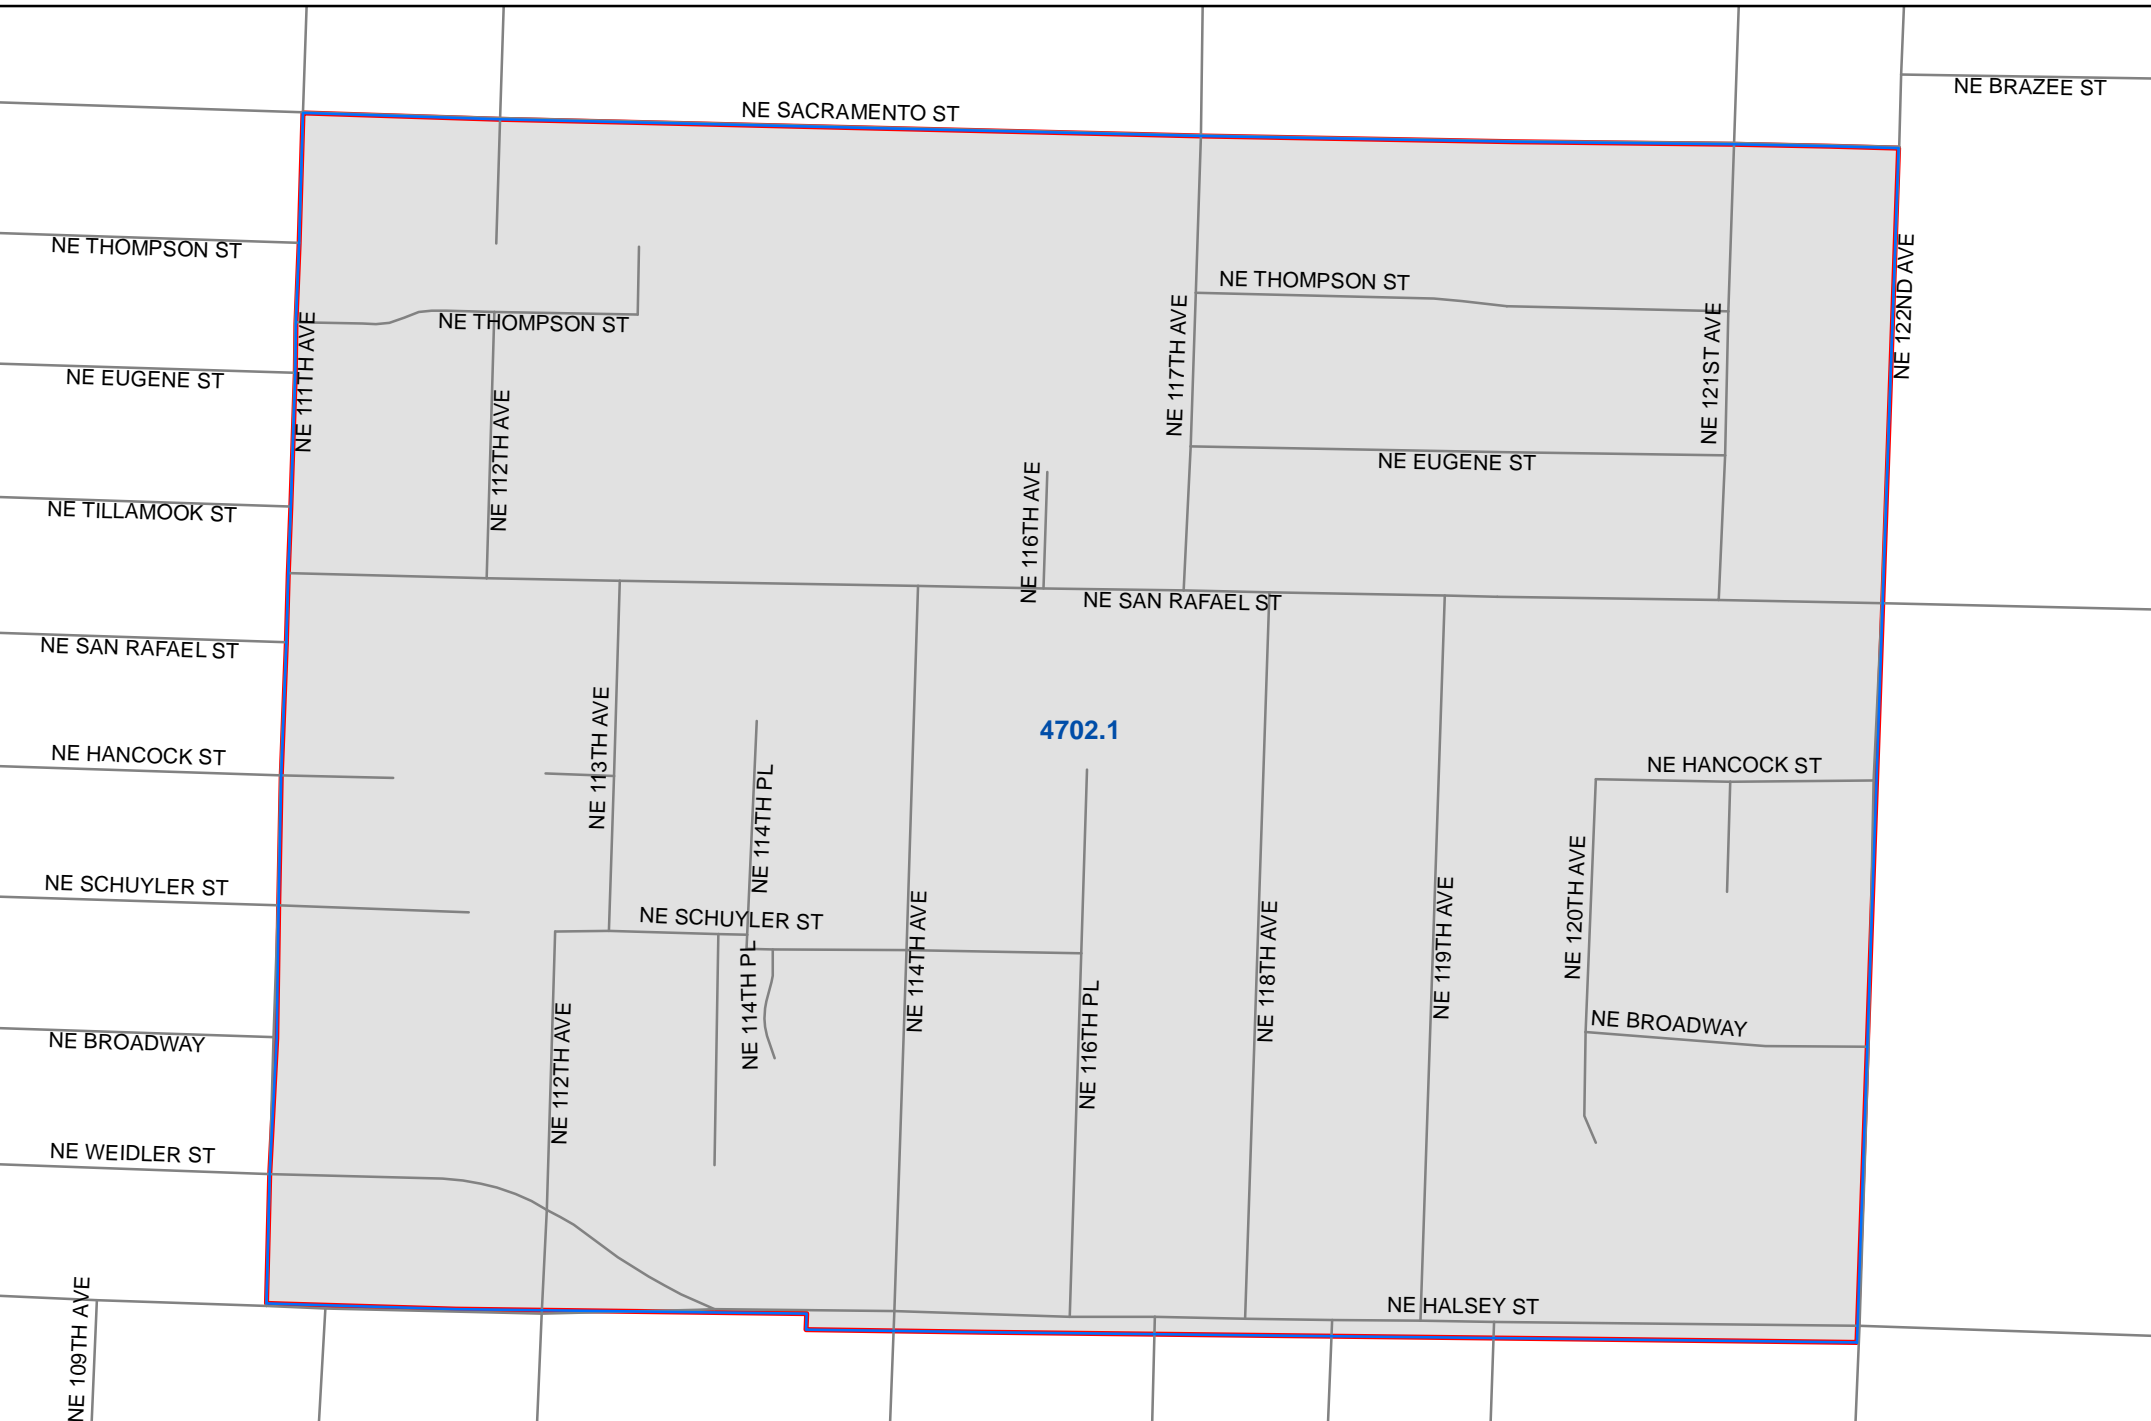 NE BRAZEE ST
NE SACRAMENTO ST
NE THOMPSON ST
NE THOMPSON ST
NE THOMPSON ST
NE 122ND AVE
NE 111TH AVE
NE 117TH AVE
NE 121ST AVE
NE EUGENE ST
NE 112TH AVE
NE EUGENE ST
NE TILLAMOOK ST
NE 116TH AVE
NE SAN RAFAEL ST
NE SAN RAFAEL ST
4702.1
NE 113TH AVE
NE HANCOCK ST
NE HANCOCK ST
NE 114TH PL
NE SCHUYLER ST
NE SCHUYLER ST
NE 120TH AVE
NE 114TH AVE
NE 118TH AVE
NE 119TH AVE
NE 114TH PL
NE BROADWAY
NE BROADWAY
NE 112TH AVE
NE 116TH PL
NE WEIDLER ST
NE HALSEY ST
NE 109TH AVE